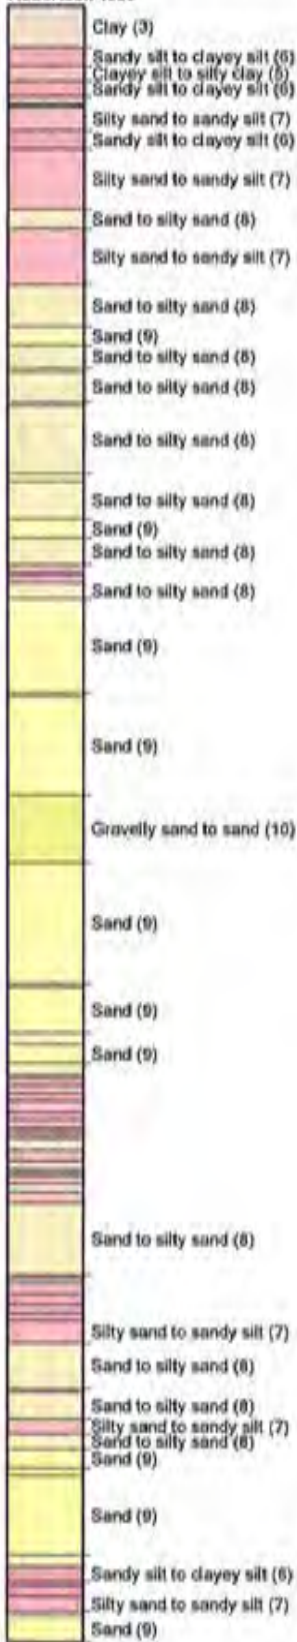 Clay (3)
Sandy silt to clayey silt (6)
Clayey silt to silty clay (5)
Sandy silt to clayey silt (6)
Silty sand to sandy silt (7)
Sandy silt to clayey silt (6)
Silty sand to sandy silt (7)
Sand to silty sand (8)
Silty sand to sandy silt (7)
Sand to silty sand (8)
Sand (9)
Sand to silty sand (8)
Sand to silty sand (8)
Sand to silty sand (8)
Sand to silty sand (8)
Sand (9)
Sand to silty sand (8)
Sand to silty sand (8)
Sand (9)
Sand (9)
Gravelly sand to sand (10)
Sand (9)
Sand (9)
Sand (9)
Sand to silty sand (8)
Silty sand to sandy silt (7)
Sand to silty sand (8)
Sand to silty sand (8)
Silty sand to sandy silt (7)
Sand to silty sand (8)
Sand (9)
Sand (9)
Sandy silt to clayey silt (6)
Silty sand to sandy silt (7)
Sand (9)